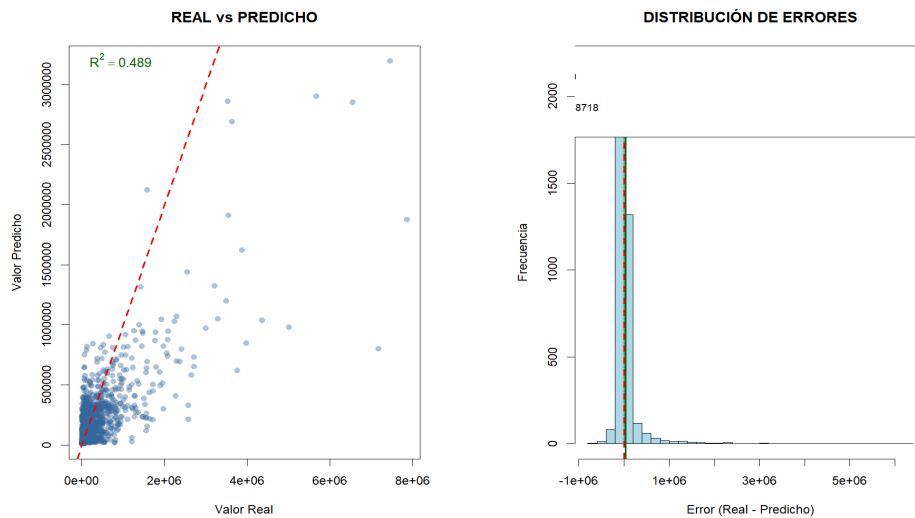 REAL vs PREDICHO
R² = 0.489
Valor Predicho
0
500000
1000000
1500000
2000000
2500000
3000000
0e+00
2e+06
4e+06
6e+06
8e+06
Valor Real
DISTRIBUCIÓN DE ERRORES
8718
Frecuencia
0
500
1000
1500
2000
-1e+06
1e+06
3e+06
5e+06
Error (Real - Predicho)